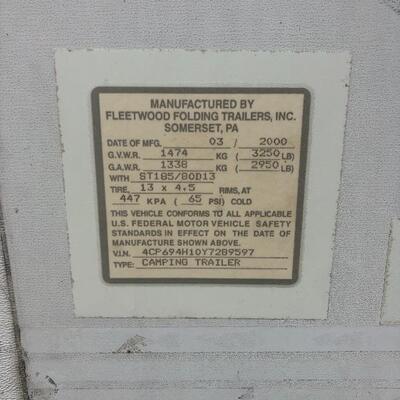 MANUFACTURED BY
FLEETWOOD FOLDING TRAILERS, INC.
SOMERSET, PA
DATE OF MFG. 03 / 2000
G.V.W.R. 1474 KG ( 3250 LB)
G.A.W.R. 1338 KG ( 2950 LB)
WITH ST185/80D13
TIRE, 13 x 4.5 RIMS, AT
447 KPA ( 65 PSI) COLD
THIS VEHICLE CONFORMS TO ALL APPLICABLE
U.S. FEDERAL MOTOR VEHICLE SAFETY
STANDARDS IN EFFECT ON THE DATE OF
MANUFACTURE SHOWN ABOVE.
V.I.N. 4CP694H10Y7289597
TYPE: CAMPING TRAILER